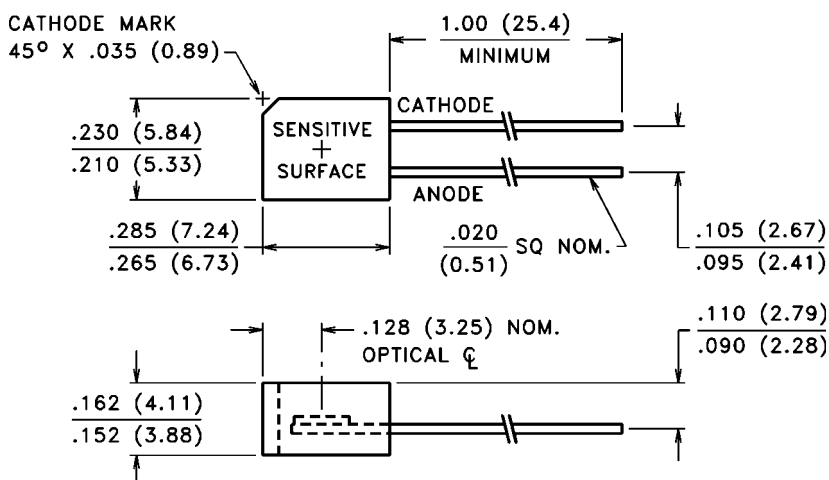 CATHODE MARK
45° X .035 (0.89)
1.00 (25.4)
MINIMUM
CATHODE
.230 (5.84)
.210 (5.33)
SENSITIVE
+
SURFACE
ANODE
.285 (7.24)
.265 (6.73)
.020
(0.51)
SQ NOM.
.105 (2.67)
.095 (2.41)
.128 (3.25) NOM.
OPTICAL ℄
.110 (2.79)
.090 (2.28)
.162 (4.11)
.152 (3.88)